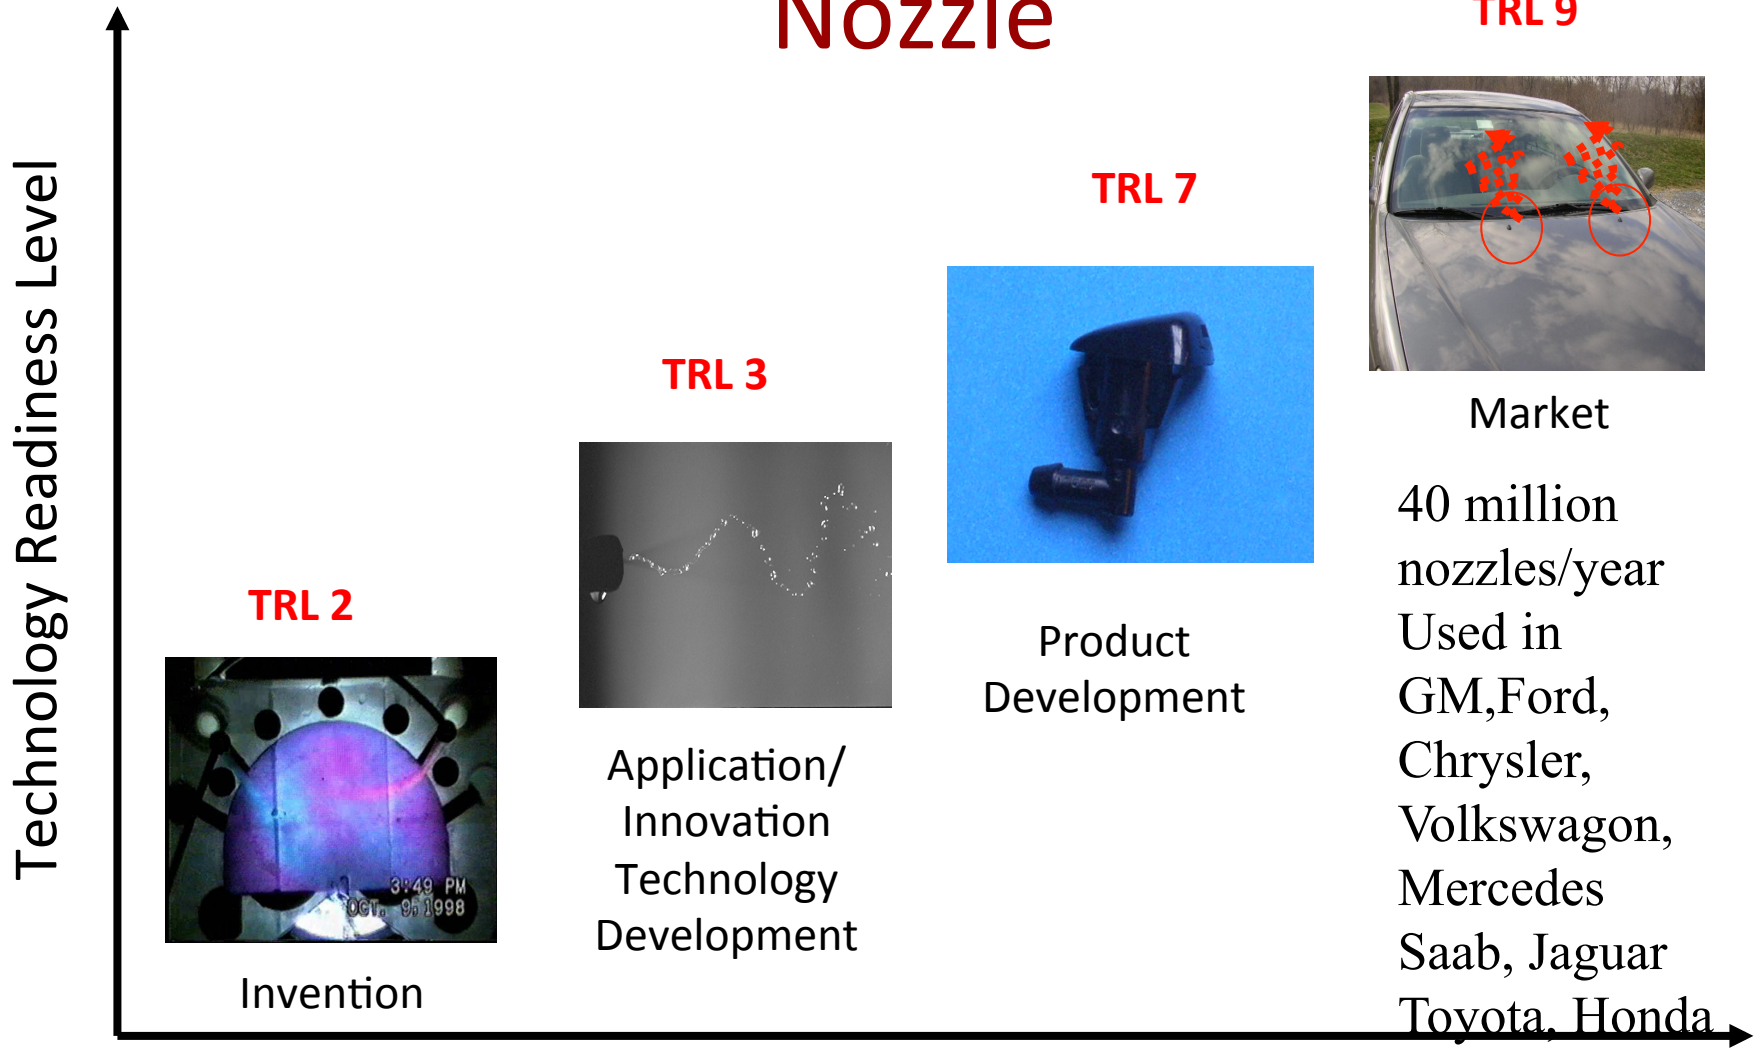 Nozzle
TRL 9
Technology Readiness Level
TRL 7
TRL 3
TRL 2
3:49 PM
OCT. 9,1998
Invention
Application/
Innovation
Technology
Development
Product
Development
Market
40 million
nozzles/year
Used in
GM,Ford,
Chrysler,
Volkswagon,
Mercedes
Saab, Jaguar
Toyota, Honda